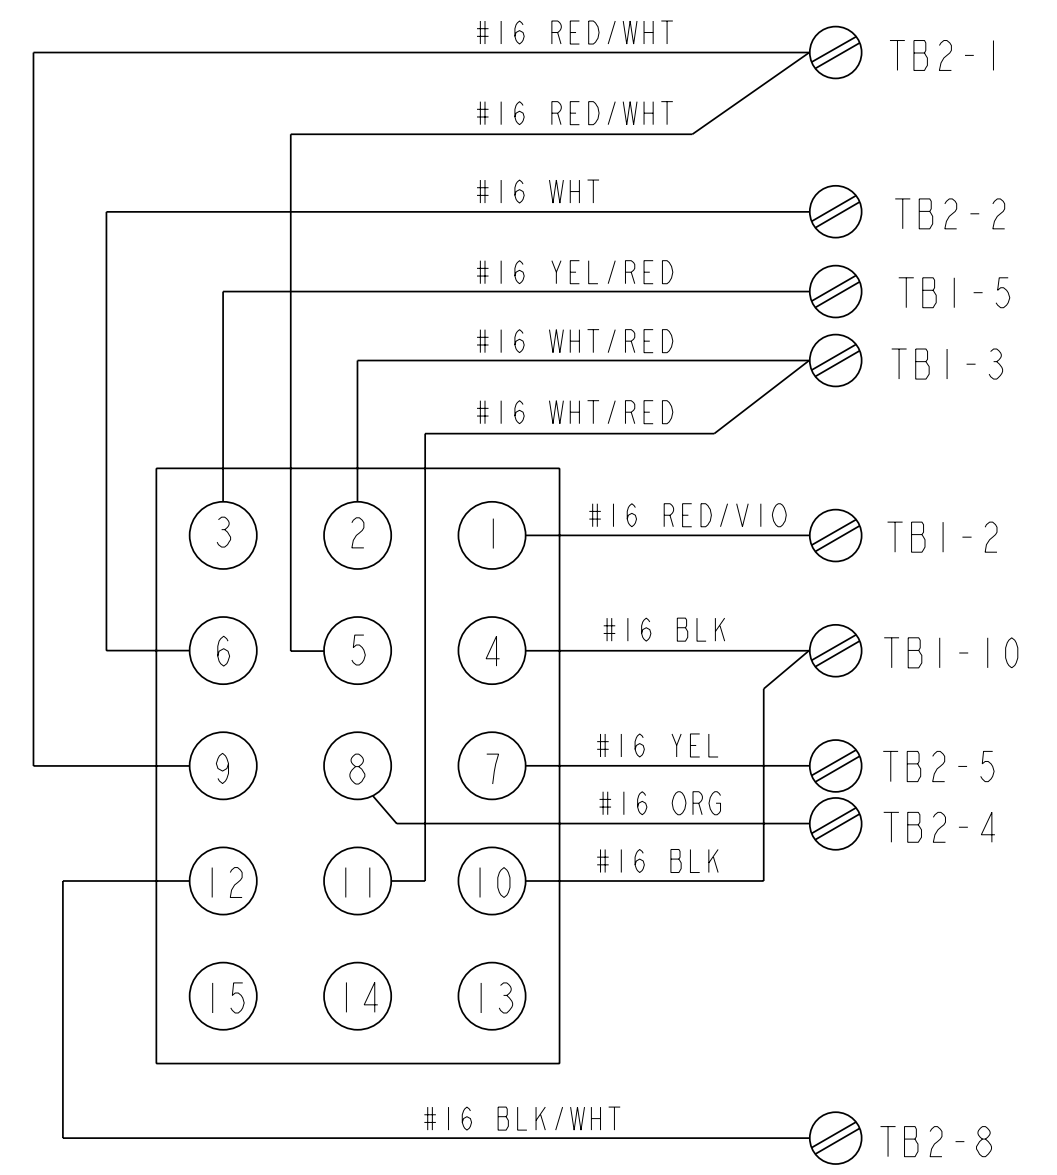 #16 RED/WHT
TB2-1
#16 RED/WHT
#16 WHT
TB2-2
#16 YEL/RED
TB1-5
#16 WHT/RED
TB1-3
#16 WHT/RED
#16 RED/VIO
3 2 1
TB1-2
#16 BLK
6 5 4
TB1-10
#16 YEL
9 8 7
TB2-5
#16 ORG
TB2-4
#16 BLK
12 11 10
15 14 13
#16 BLK/WHT
TB2-8